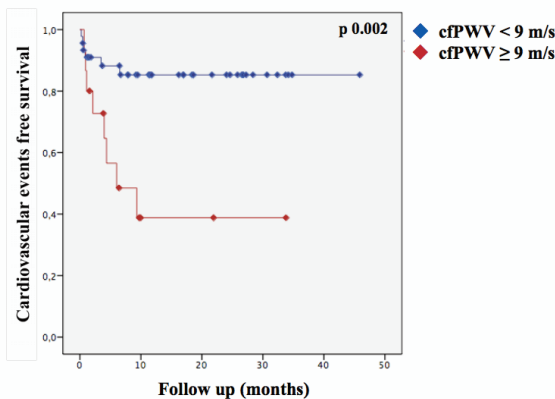 p 0.002
cfPWV < 9 m/s
cfPWV ≥ 9 m/s
Cardiovascular events free survival
1,0
0,8
0,6
0,4
0,2
0,0
0 10 20 30 40 50
Follow up (months)